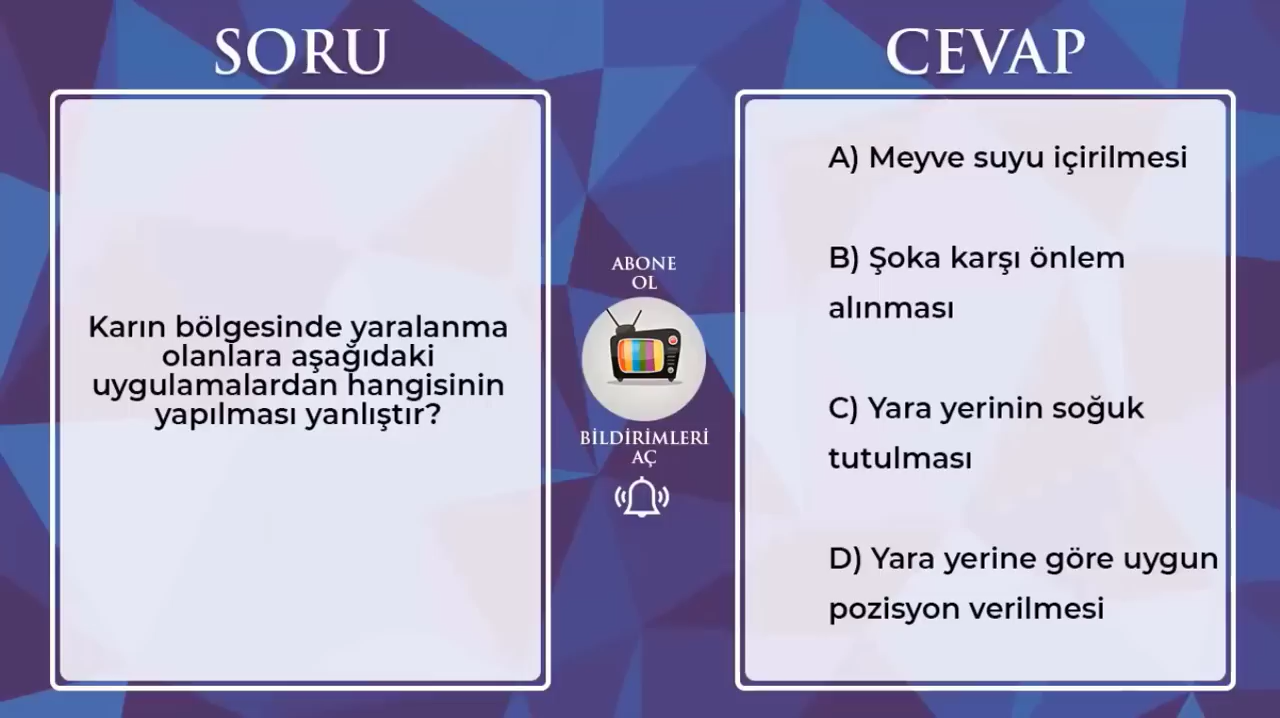 SORU
Karın bölgesinde yaralanma
olanlara aşağıdaki
uygulamalardan hangisinin
yapılması yanlıştır?
ABONE
OL
BİLDİRİMLERİ
AÇ
CEVAP
A) Meyve suyu içirilmesi
B) Şoka karşı önlem
alınması
C) Yara yerinin soğuk
tutulması
D) Yara yerine göre uygun
pozisyon verilmesi